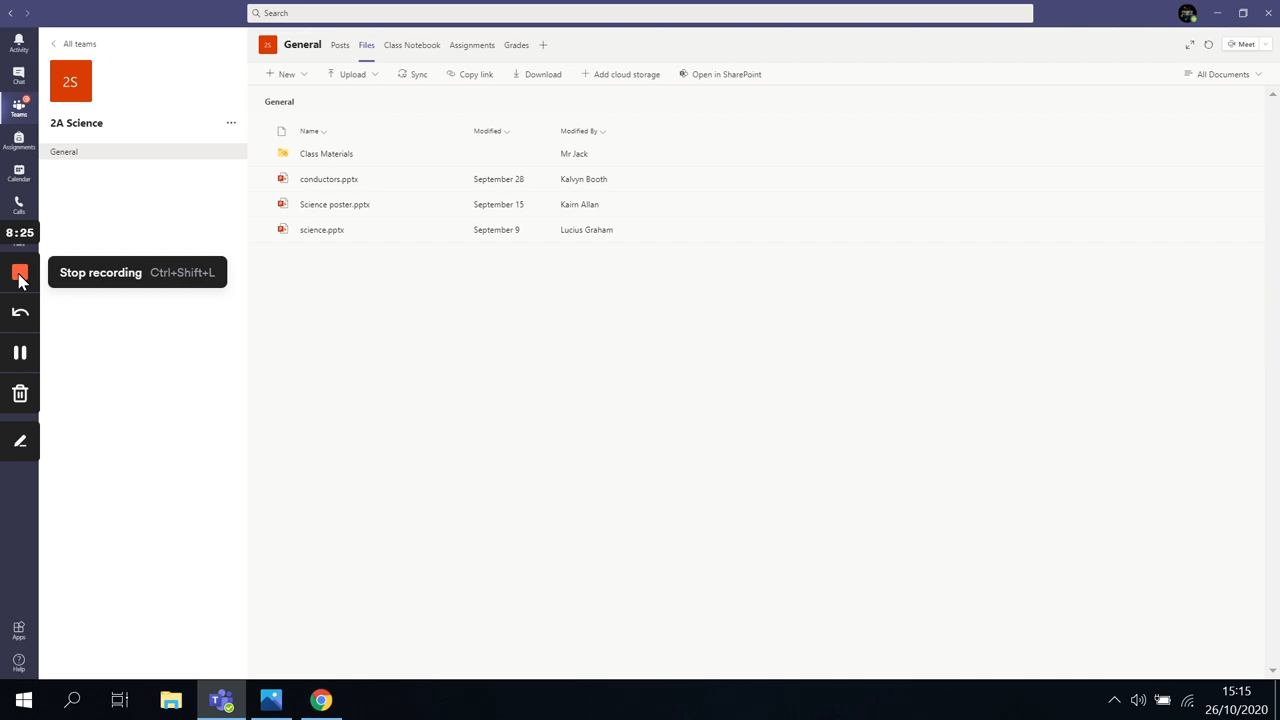 Search
Activity
Chat
Teams
Assignments
Calendar
Calls
8:25
Stop recording Ctrl+Shift+L
Apps
Help
All teams
2S
2A Science
General
2S General Posts Files Class Notebook Assignments Grades
Meet
New Upload Sync Copy link Download Add cloud storage Open in SharePoint
All Documents
General
Name Modified Modified By
Class Materials Mr Jack
conductors.pptx September 28 Kalvyn Booth
Science poster.pptx September 15 Kairn Allan
science.pptx September 9 Lucius Graham
15:15
26/10/2020